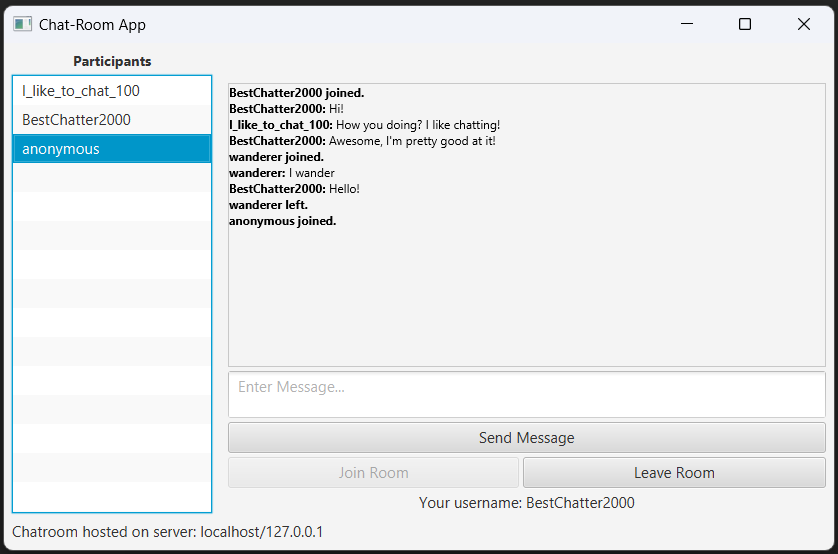 Chat-Room App
Participants
I_like_to_chat_100
BestChatter2000
anonymous
BestChatter2000 joined.
BestChatter2000: Hi!
I_like_to_chat_100: How you doing? I like chatting!
BestChatter2000: Awesome, I'm pretty good at it!
wanderer joined.
wanderer: I wander
BestChatter2000: Hello!
wanderer left.
anonymous joined.
Enter Message...
Send Message
Join Room
Leave Room
Your username: BestChatter2000
Chatroom hosted on server: localhost/127.0.0.1